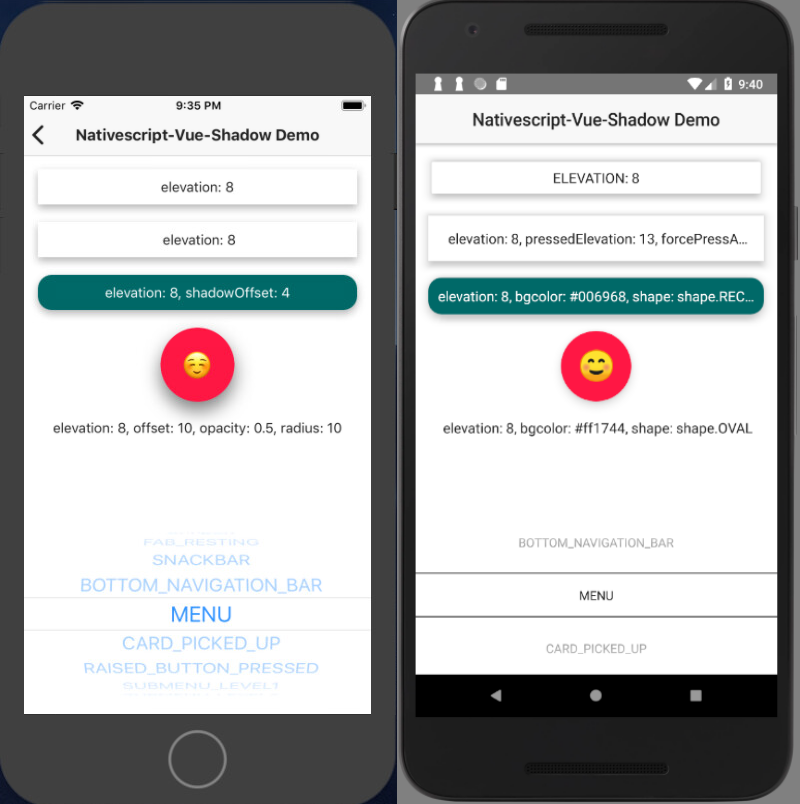 Carrier
9:35 PM
Nativescript-Vue-Shadow Demo
elevation: 8
elevation: 8
elevation: 8, shadowOffset: 4
elevation: 8, offset: 10, opacity: 0.5, radius: 10
FAB_RESTING
SNACKBAR
BOTTOM_NAVIGATION_BAR
MENU
CARD_PICKED_UP
RAISED_BUTTON_PRESSED
SUBMENU_LEVEL1
9:40
Nativescript-Vue-Shadow Demo
ELEVATION: 8
elevation: 8, pressedElevation: 13, forcePressA...
elevation: 8, bgcolor: #006968, shape: shape.REC...
elevation: 8, bgcolor: #ff1744, shape: shape.OVAL
BOTTOM_NAVIGATION_BAR
MENU
CARD_PICKED_UP